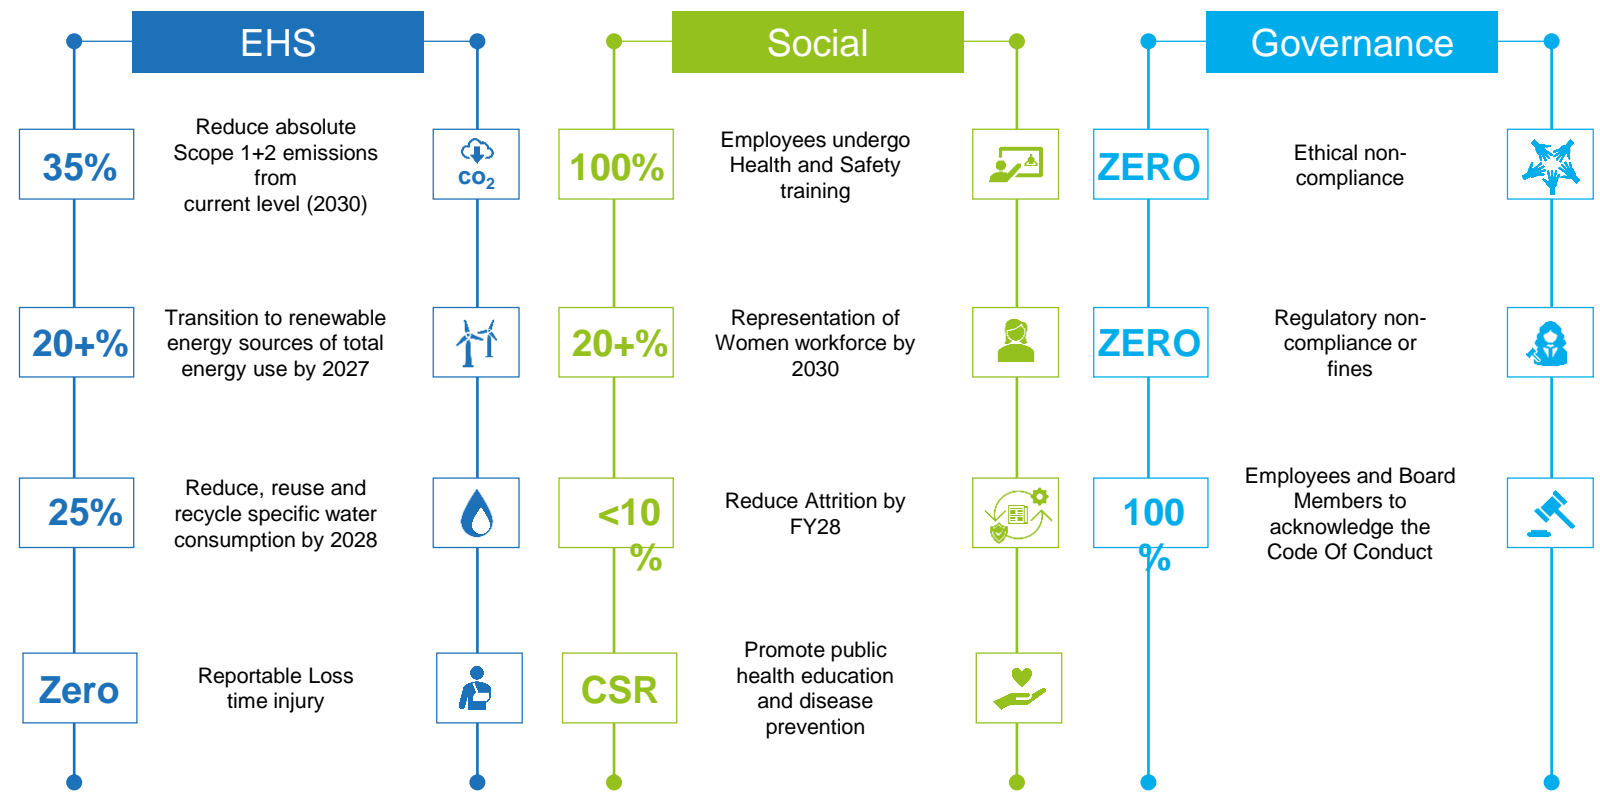 EHS
35%
Reduce absolute
Scope 1+2 emissions
from
current level (2030)
CO2
20+%
Transition to renewable
energy sources of total
energy use by 2027
25%
Reduce, reuse and
recycle specific water
consumption by 2028
Zero
Reportable Loss
time injury
Social
100%
Employees undergo
Health and Safety
training
20+%
Representation of
Women workforce by
2030
<10
%
Reduce Attrition by
FY28
CSR
Promote public
health education
and disease
prevention
Governance
ZERO
Ethical non-
compliance
ZERO
Regulatory non-
compliance or
fines
100
%
Employees and Board
Members to
acknowledge the
Code Of Conduct